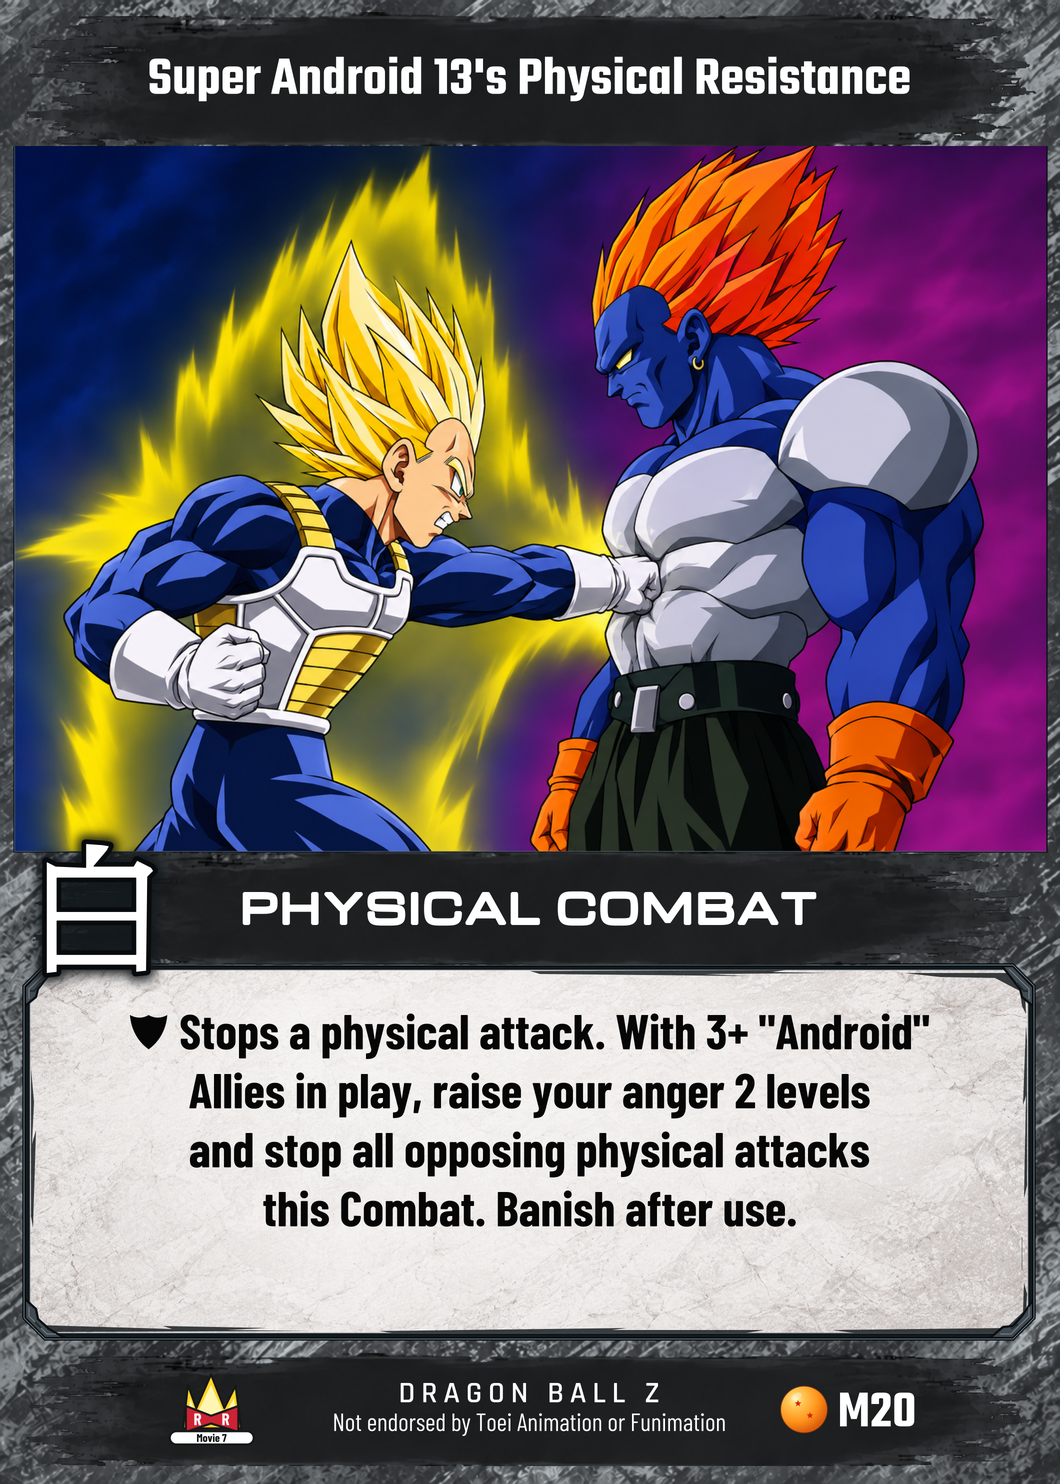 Super Android 13's Physical Resistance
白
PHYSICAL COMBAT
Stops a physical attack. With 3+ "Android"
Allies in play, raise your anger 2 levels
and stop all opposing physical attacks
this Combat. Banish after use.
R R
Movie 7
DRAGON BALL Z
Not endorsed by Toei Animation or Funimation
M20